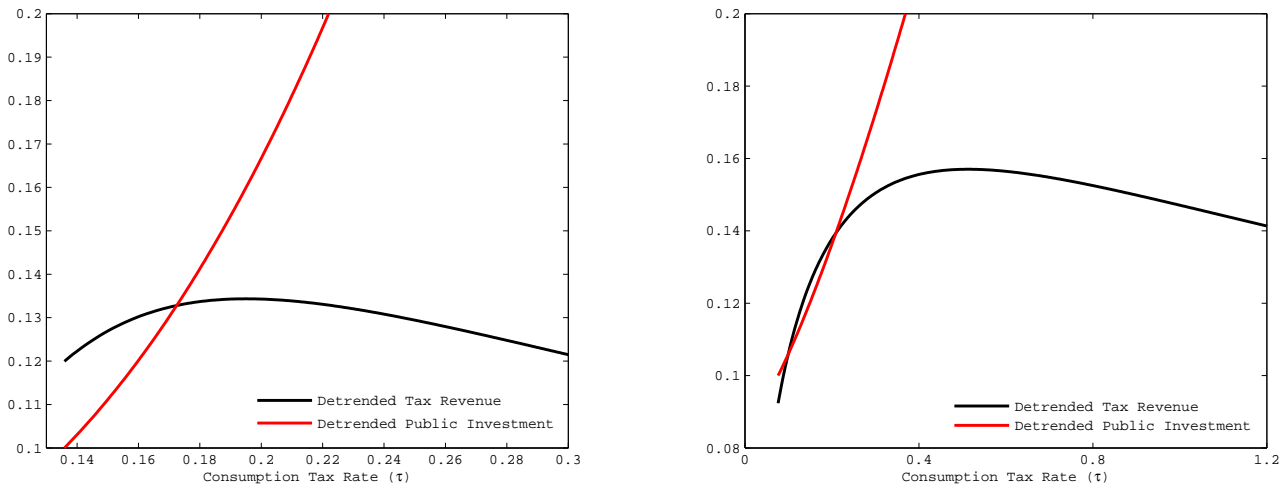 0.2
0.19
0.18
0.17
0.16
0.15
0.14
0.13
0.12
0.11
0.1
0.14 0.16 0.18 0.2 0.22 0.24 0.26 0.28 0.3
Consumption Tax Rate (τ)
Detrended Tax Revenue
Detrended Public Investment
0.2
0.18
0.16
0.14
0.12
0.1
0.08
0 0.4 0.8 1.2
Consumption Tax Rate (τ)
Detrended Tax Revenue
Detrended Public Investment